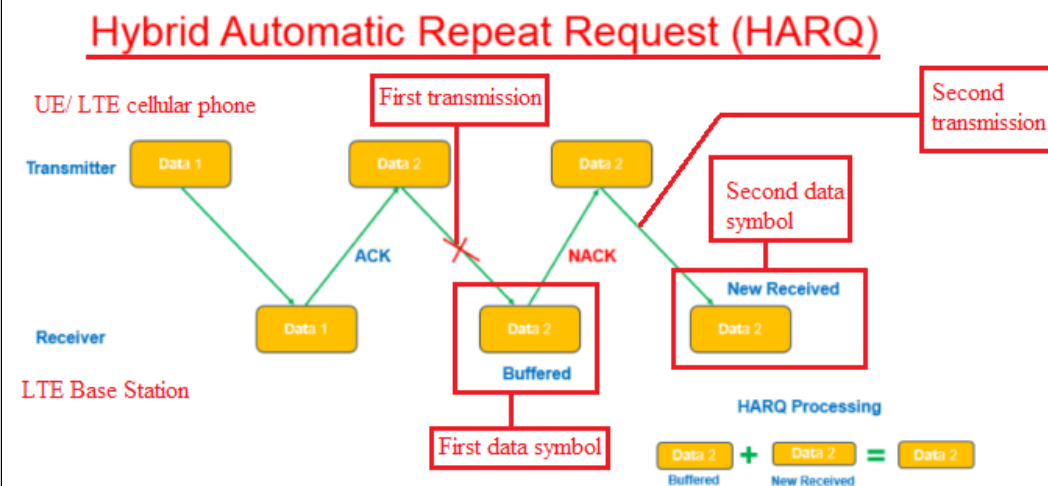 Hybrid Automatic Repeat Request (HARQ)
UE/ LTE cellular phone
First transmission
Second
transmission
Transmitter
Data 1
Data 2
Data 2
Second data
symbol
ACK
NACK
New Received
Receiver
Data 1
Data 2
Data 2
Buffered
LTE Base Station
HARQ Processing
First data symbol
Data 2 + Data 2 = Data 2
Buffered
New Received